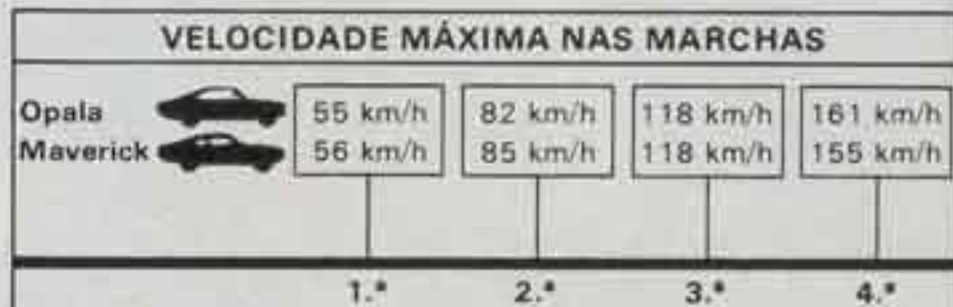 VELOCIDADE MÁXIMA NAS MARCHAS
Opala 55 km/h 82 km/h 118 km/h 161 km/h
Maverick 56 km/h 85 km/h 118 km/h 155 km/h
1.ª 2.ª 3.ª 4.ª